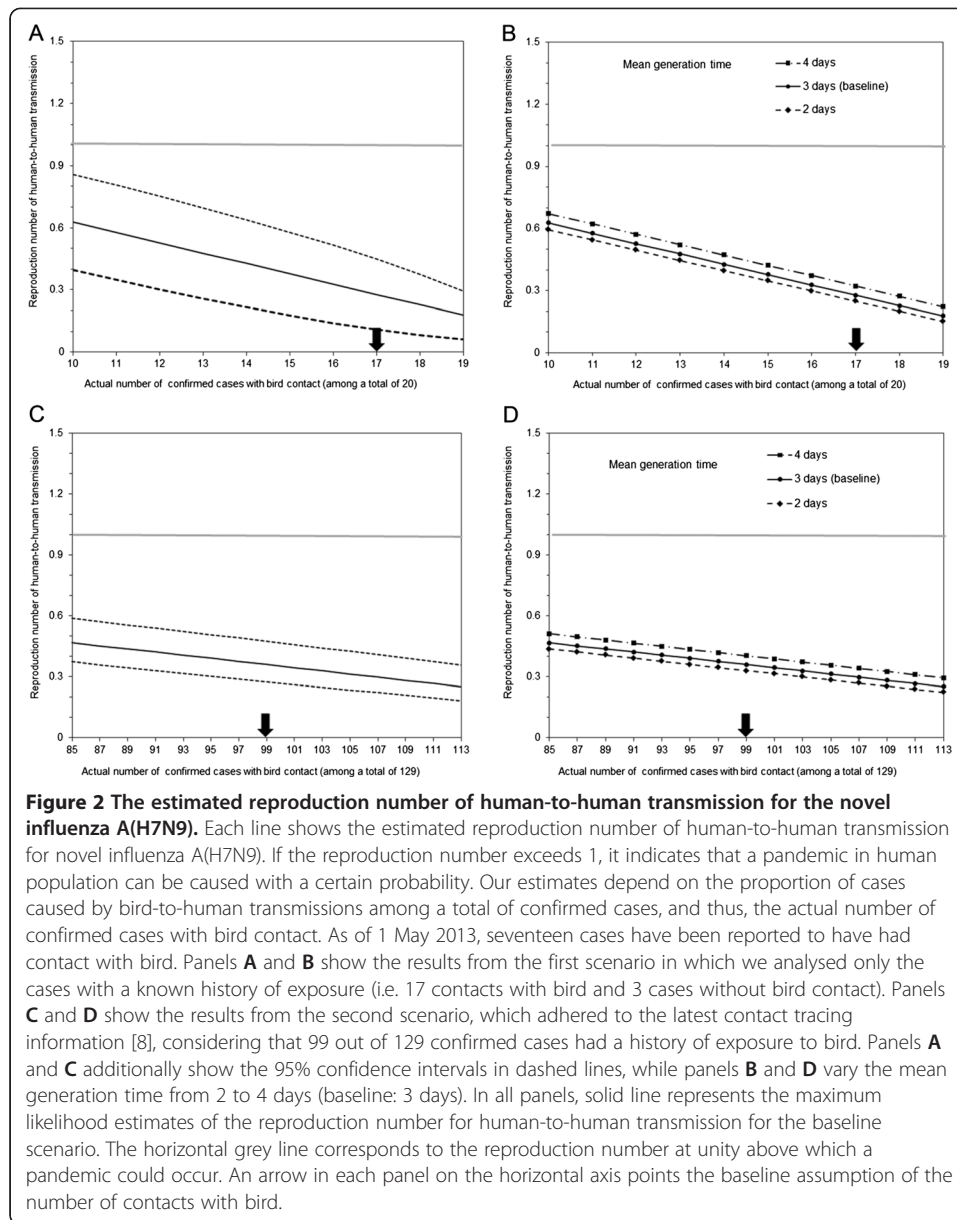 A
B
Reproduction number of human-to-human transmission
1.5
1.2
0.9
0.6
0.3
0
10 11 12 13 14 15 16 17 18 19
Actual number of confirmed cases with bird contact (among a total of 20)
Reproduction number of human-to-human transmission
1.5
1.2
0.9
0.6
0.3
0
Mean generation time
4 days
3 days (baseline)
2 days
10 11 12 13 14 15 16 17 18 19
Actual number of confirmed cases with bird contact (among a total of 20)
C
D
Reproduction number of human-to-human transmission
1.5
1.2
0.9
0.6
0.3
0
85 87 89 91 93 95 97 99 101 103 105 107 109 111 113
Actual number of confirmed cases with bird contact (among a total of 129)
Reproduction number of human-to-human transmission
1.5
1.2
0.9
0.6
0.3
0
Mean generation time
4 days
3 days (baseline)
2 days
85 87 89 91 93 95 97 99 101 103 105 107 109 111 113
Actual number of confirmed cases with bird contact (among a total of 129)
Figure 2 The estimated reproduction number of human-to-human transmission for the novel
influenza A(H7N9). Each line shows the estimated reproduction number of human-to-human transmission
for novel influenza A(H7N9). If the reproduction number exceeds 1, it indicates that a pandemic in human
population can be caused with a certain probability. Our estimates depend on the proportion of cases
caused by bird-to-human transmissions among a total of confirmed cases, and thus, the actual number of
confirmed cases with bird contact. As of 1 May 2013, seventeen cases have been reported to have had
contact with bird. Panels A and B show the results from the first scenario in which we analysed only the
cases with a known history of exposure (i.e. 17 contacts with bird and 3 cases without bird contact). Panels
C and D show the results from the second scenario, which adhered to the latest contact tracing
information [8], considering that 99 out of 129 confirmed cases had a history of exposure to bird. Panels A
and C additionally show the 95% confidence intervals in dashed lines, while panels B and D vary the mean
generation time from 2 to 4 days (baseline: 3 days). In all panels, solid line represents the maximum
likelihood estimates of the reproduction number for human-to-human transmission for the baseline
scenario. The horizontal grey line corresponds to the reproduction number at unity above which a
pandemic could occur. An arrow in each panel on the horizontal axis points the baseline assumption of the
number of contacts with bird.